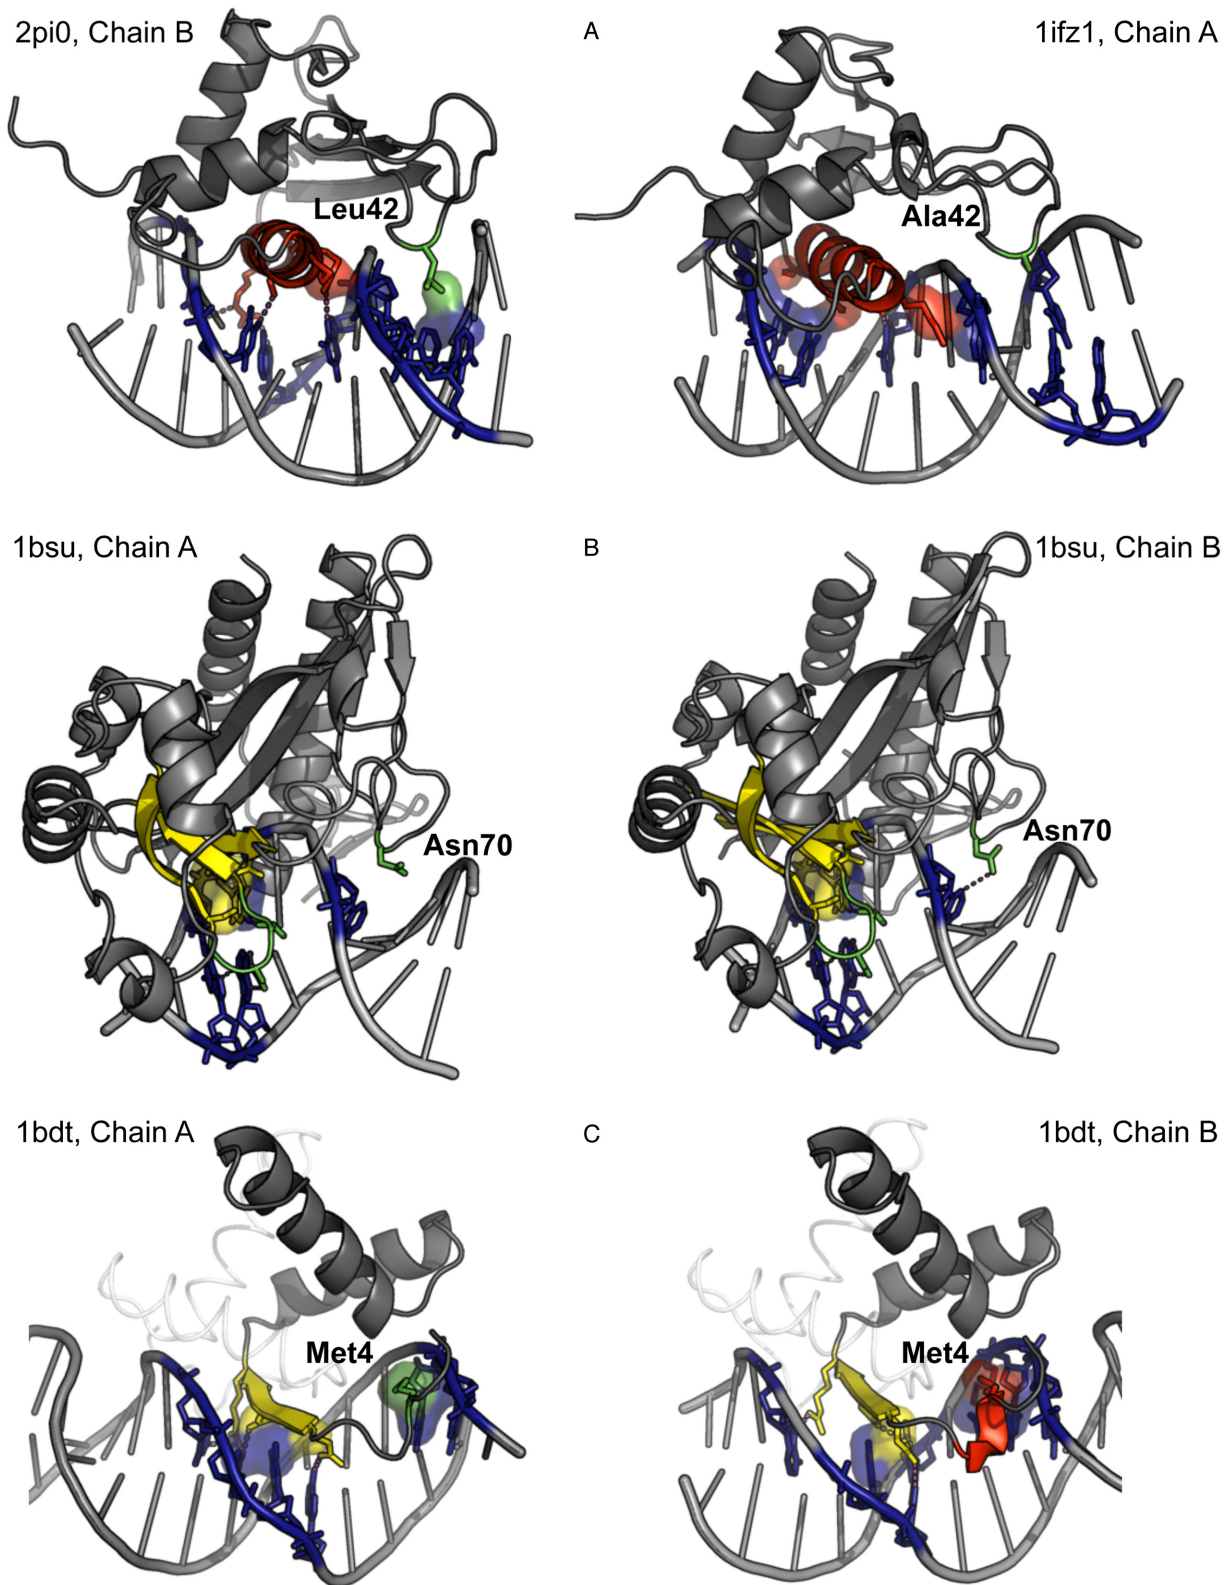 2pi0, Chain B
A
1ifz1, Chain A
Leu42
Ala42
1bsu, Chain A
B
1bsu, Chain B
Asn70
Asn70
1bdt, Chain A
C
1bdt, Chain B
Met4
Met4